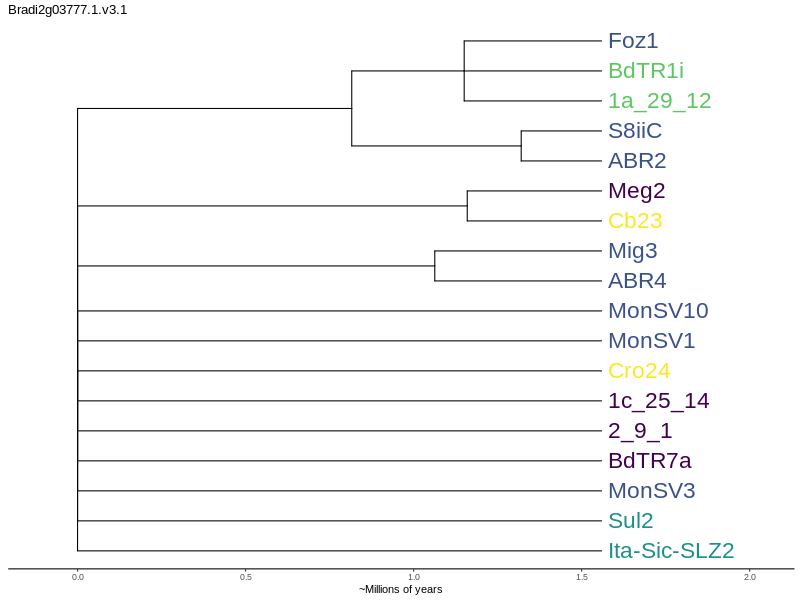 Bradi2g03777.1.v3.1
Foz1
BdTR1i
1a_29_12
S8iiC
ABR2
Meg2
Cb23
Mig3
ABR4
MonSV10
MonSV1
Cro24
1c_25_14
2_9_1
BdTR7a
MonSV3
Sul2
Ita-Sic-SLZ2
0.0 0.5 1.0 1.5 2.0
~Millions of years